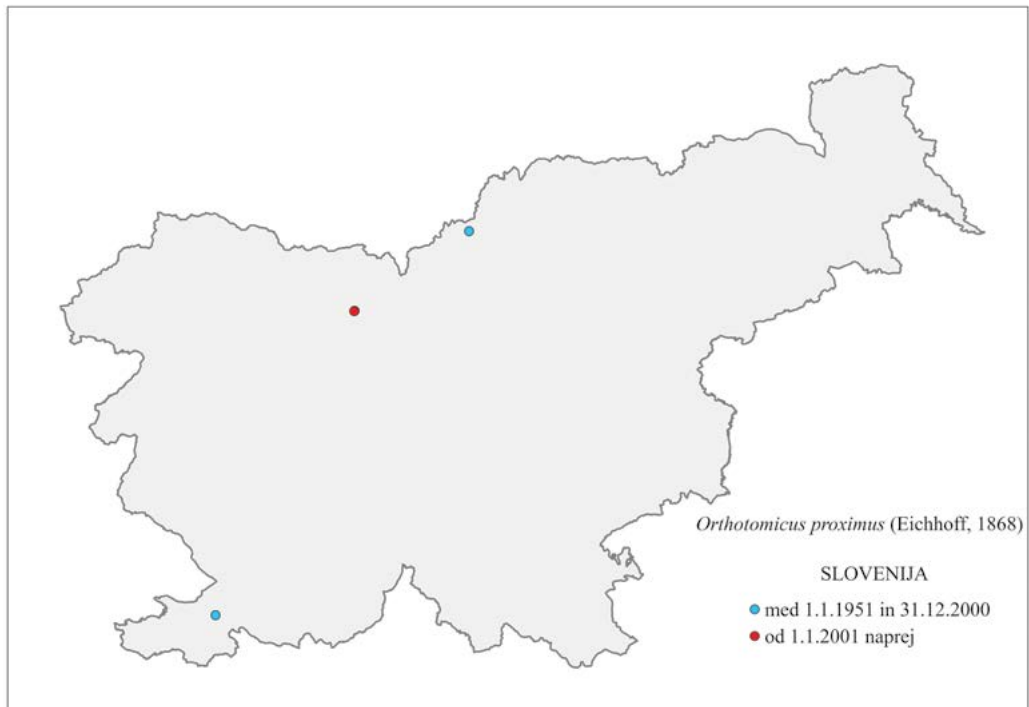 Orthotomicus proximus (Eichhoff, 1868)
SLOVENIJA
med 1.1.1951 in 31.12.2000
od 1.1.2001 naprej